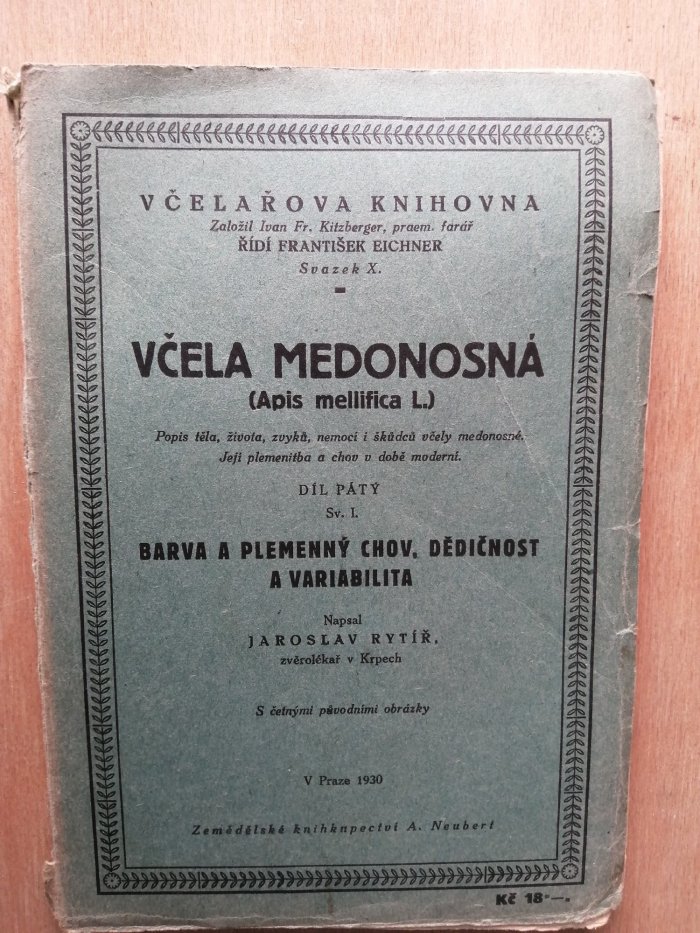 VČELAŘOVA KNIHOVNA
Založil Ivan Fr. Kitzberger, praem. farář
ŘÍDÍ FRANTIŠEK EICHNER
Svazek X.
VČELA MEDONOSNÁ
(Apis mellifica L.)
Popis těla, života, zvyků, nemocí i škůdců včely medonosné.
Její plemenitba a chov v době moderní.
DÍL PÁTÝ
Sv. I.
BARVA A PLEMENNÝ CHOV, DĚDIČNOST
A VARIABILITA
Napsal
JAROSLAV RYTÍŘ,
zvěrolékař v Krpech
S četnými původními obrázky
V Praze 1930
Zemědělské knihkupectví A. Neubert
Kč 18·—.